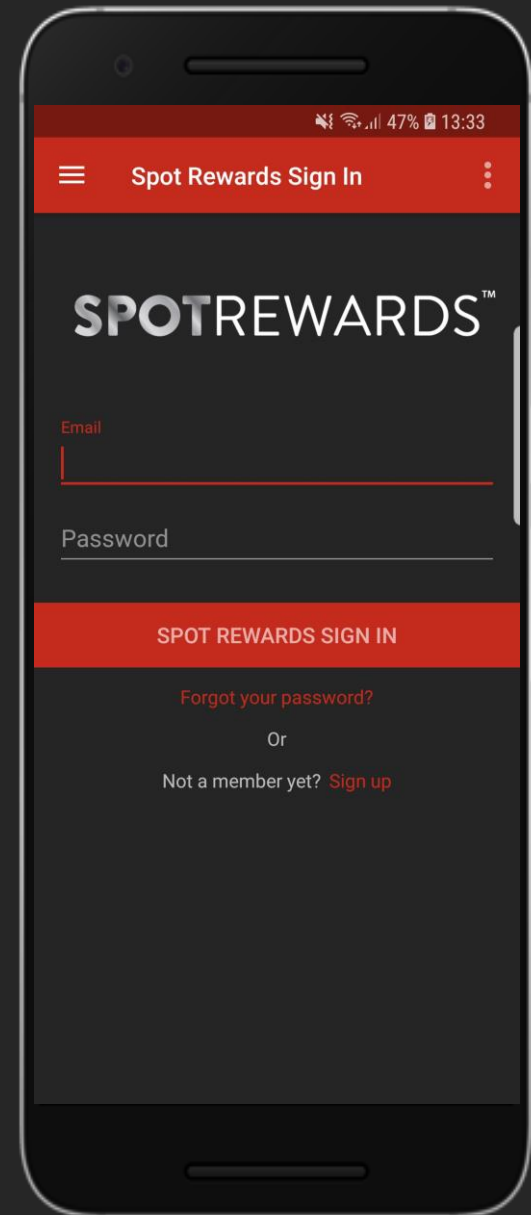 47% 13:33
Spot Rewards Sign In
SPOTREWARDS™
Email
Password
SPOT REWARDS SIGN IN
Forgot your password?
Or
Not a member yet? Sign up